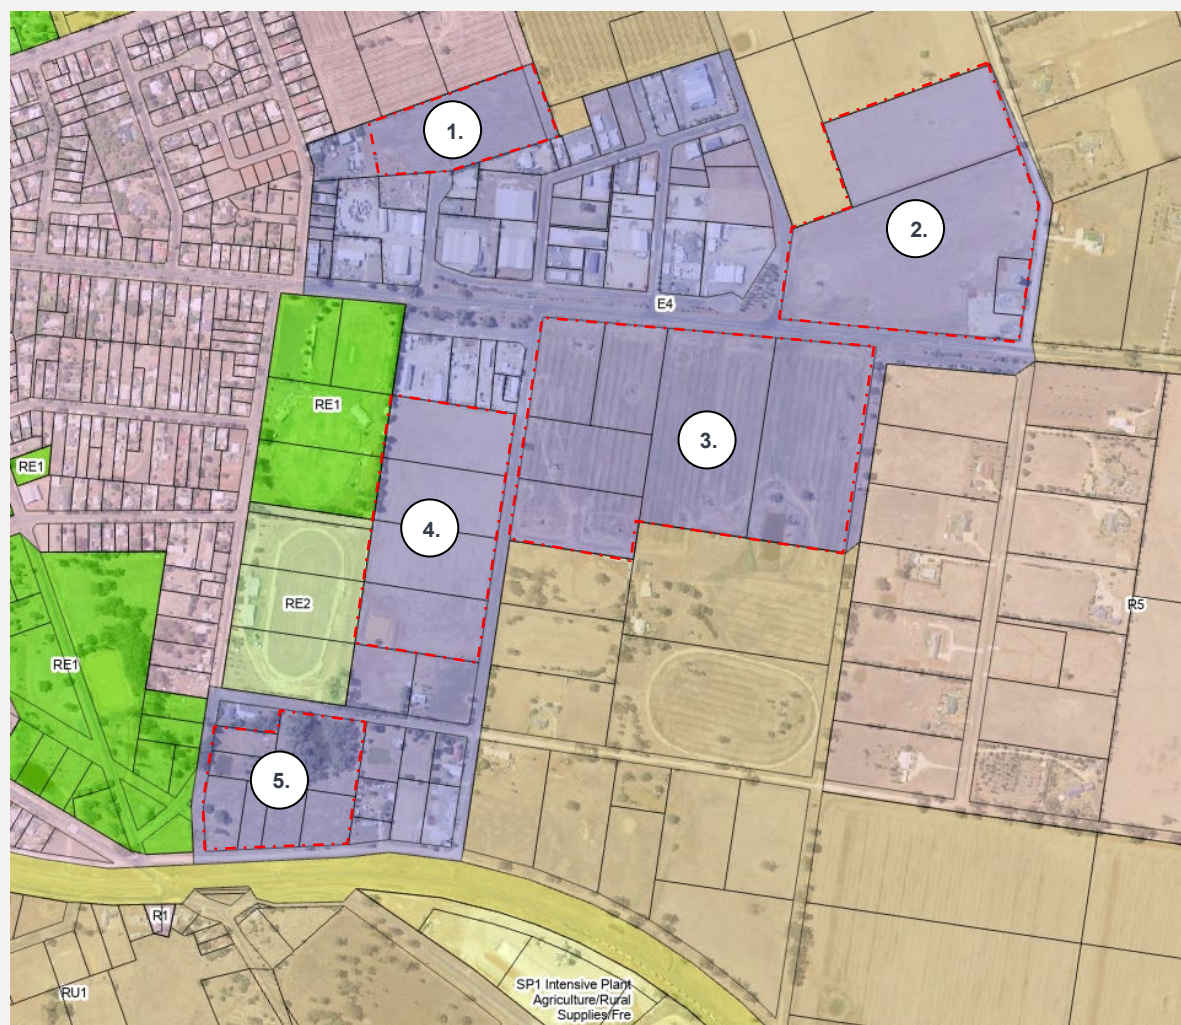 1.
2.
E4
RE1
3.
RE1
4.
RE2
R5
RE1
5.
R1
SP1 Intensive Plant
Agriculture/Rural
Supplies/Fre
RU1